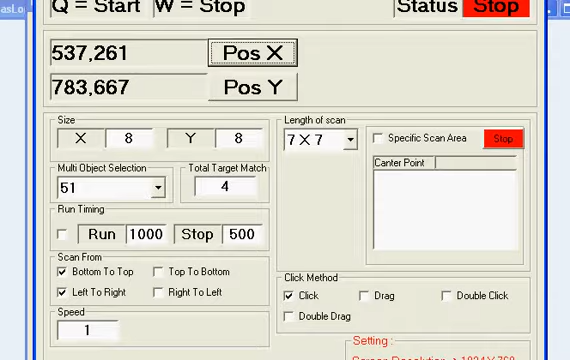 asLo
Q = Start W = Stop Status Stop
537,261 Pos X
783,667 Pos Y
Size
X 8 Y 8
Multi Object Selection Total Target Match
51 4
Run Timing
Run 1000 Stop 500
Scan From
Bottom To Top Top To Bottom
Left To Right Right To Left
Speed
1
Length of scan
7 X 7 Specific Scan Area Stop
Canter Point
Click Method
Click Drag Double Click
Double Drag
Setting :